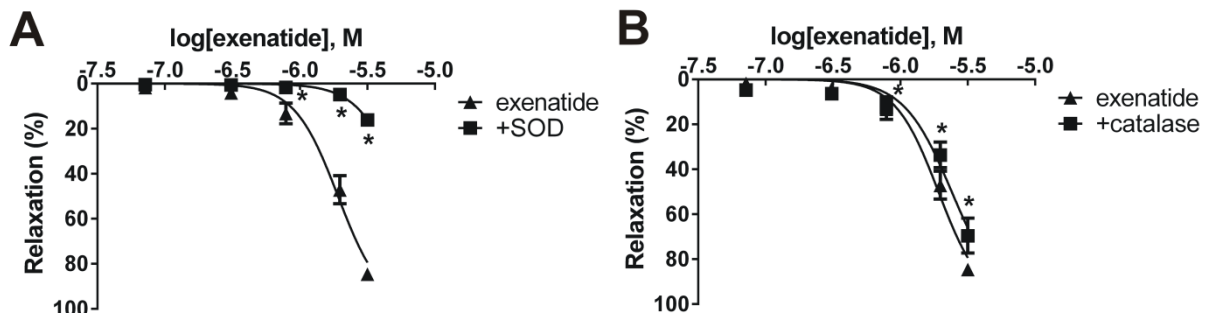 A
log[exenatide], M
-7.5 -7.0 -6.5 -6.0 -5.5 -5.0
0
20
40
60
80
100
Relaxation (%)
* * *
exenatide
+SOD
B
log[exenatide], M
-7.5 -7.0 -6.5 -6.0 -5.5 -5.0
0
20
40
60
80
100
Relaxation (%)
* * *
exenatide
+catalase